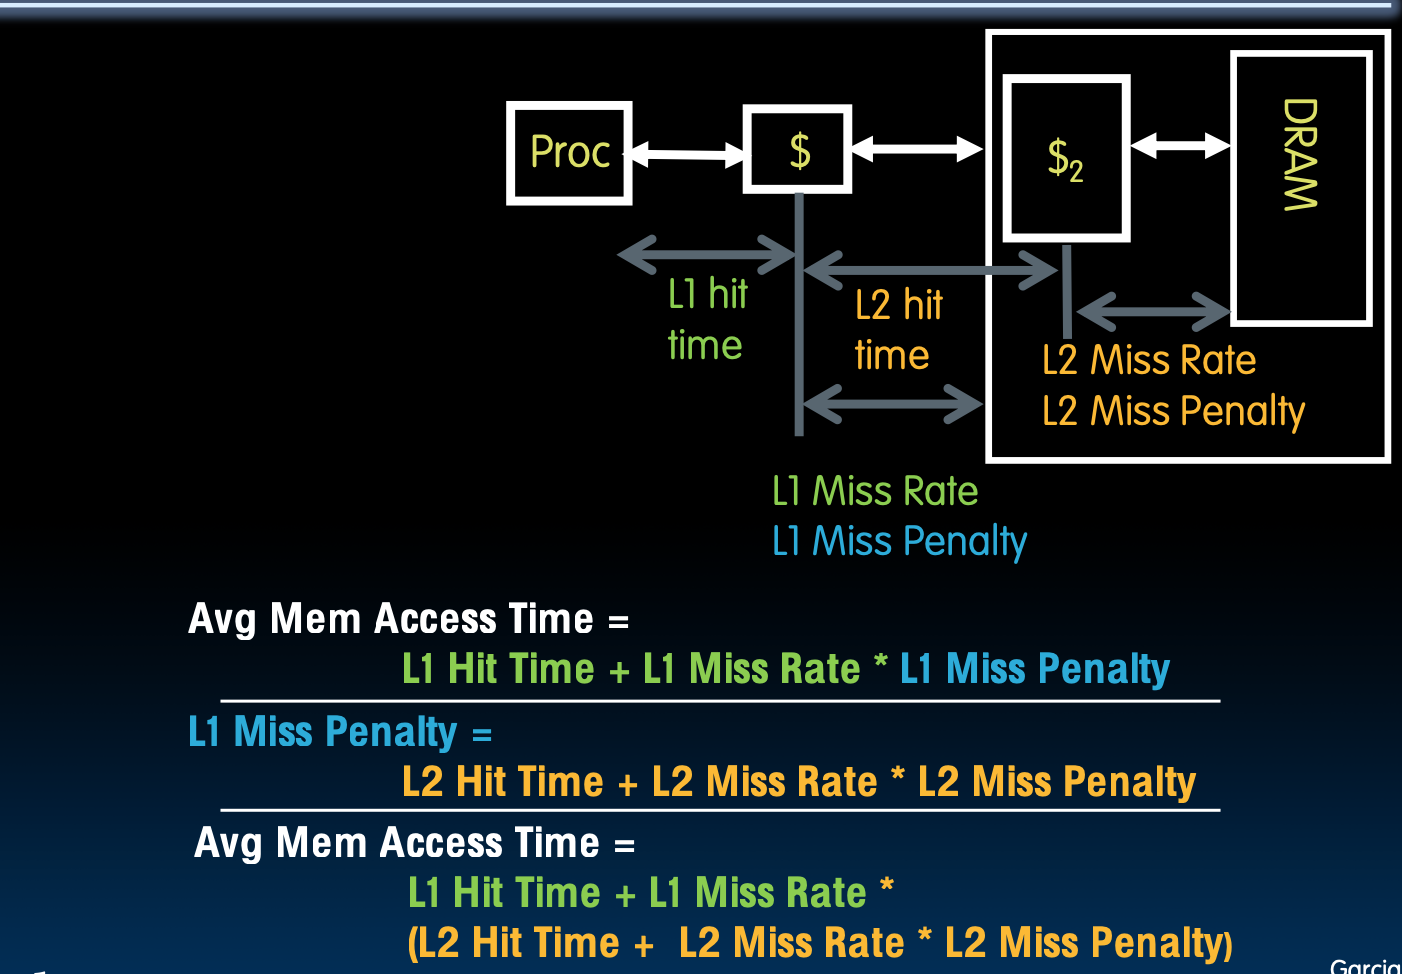 Proc
$
$2
DRAM
L1 hit
time
L2 hit
time
L2 Miss Rate
L2 Miss Penalty
L1 Miss Rate
L1 Miss Penalty
Avg Mem Access Time =
L1 Hit Time + L1 Miss Rate * L1 Miss Penalty
L1 Miss Penalty =
L2 Hit Time + L2 Miss Rate * L2 Miss Penalty
Avg Mem Access Time =
L1 Hit Time + L1 Miss Rate *
(L2 Hit Time + L2 Miss Rate * L2 Miss Penalty)
Garcia